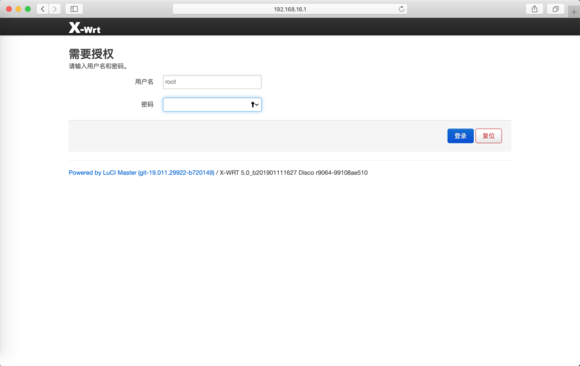 192.168.16.1
X-Wrt
需要授权
请输入用户名和密码。
用户名
root
密码
登录
复位
Powered by LuCI Master (git-19.011.29922-b720149) / X-WRT 5.0_b201901111627 Disco r9064-99108ae510